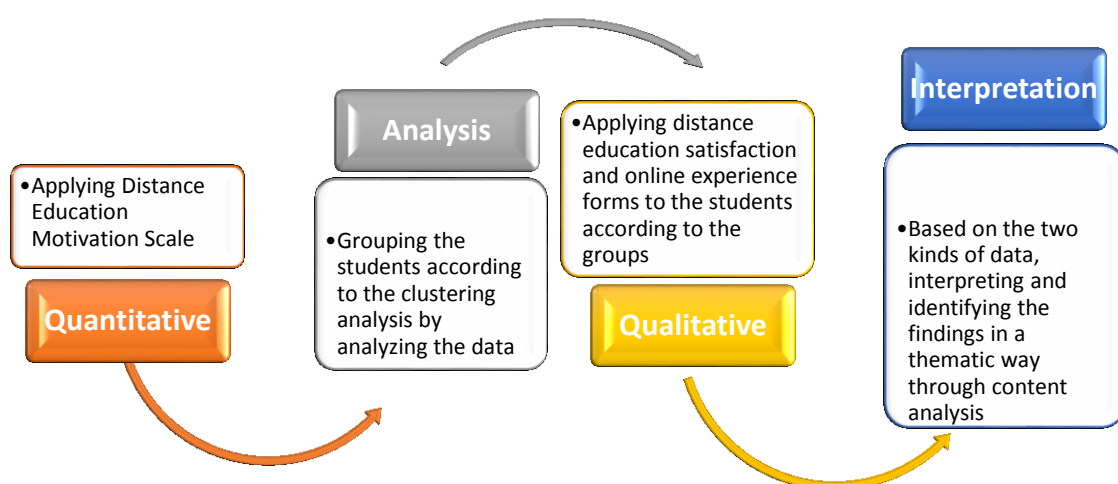 •Applying Distance
Education
Motivation Scale
Quantitative
Analysis
•Grouping the
students according
to the clustering
analysis by
analyzing the data
•Applying distance
education satisfaction
and online experience
forms to the students
according to the
groups
Qualitative
Interpretation
•Based on the two
kinds of data,
interpreting and
identifying the
findings in a
thematic way
through content
analysis